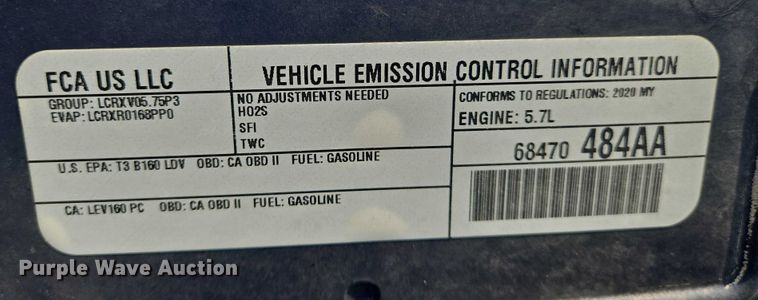 FCA US LLC
VEHICLE EMISSION CONTROL INFORMATION
GROUP: LCRXV05.75P3
EVAP: LCRXR0168PP0
NO ADJUSTMENTS NEEDED
HO2S
SFI
TWC
CONFORMS TO REGULATIONS: 2020 MY
ENGINE: 5.7L
U.S. EPA: T3 B160 LDV OBD: CA OBD II FUEL: GASOLINE
68470 484AA
CA: LEV160 PC OBD: CA OBD II FUEL: GASOLINE
Purple Wave Auction